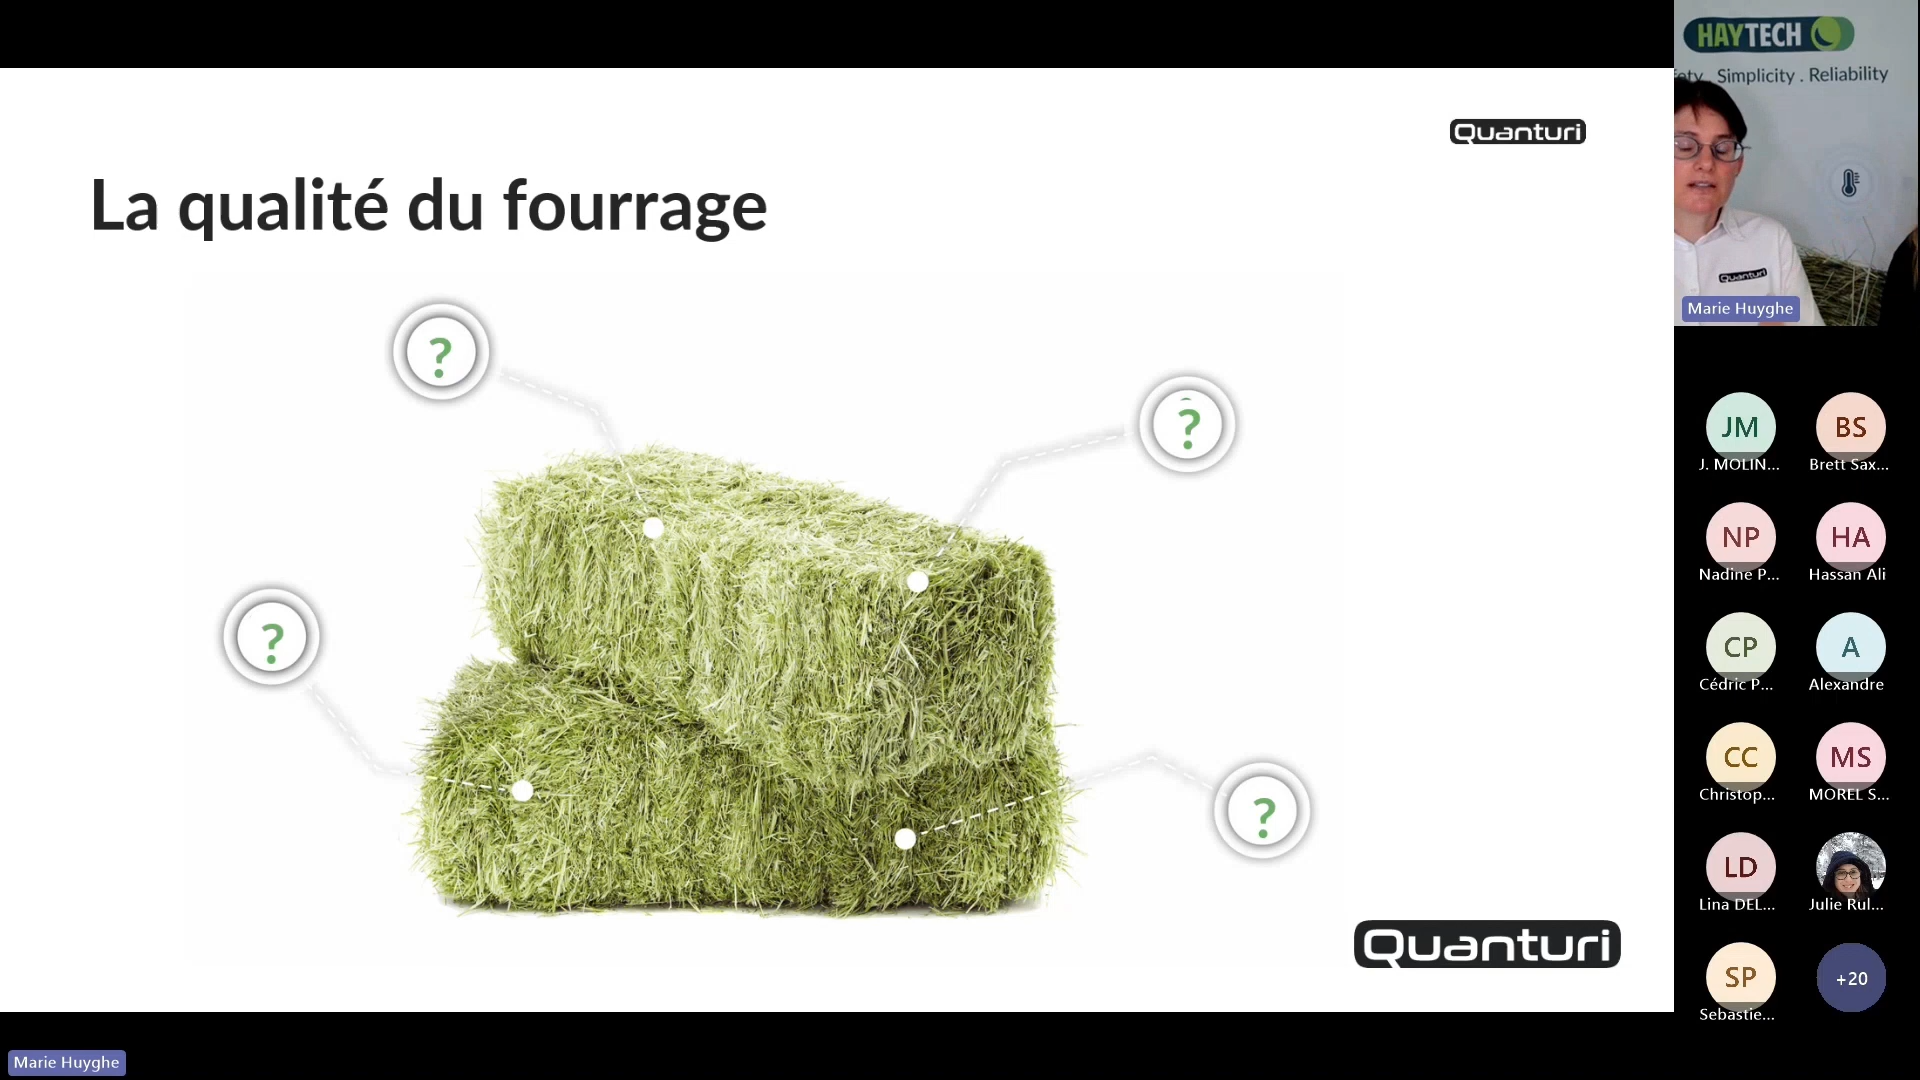 Quanturi
La qualité du fourrage
?
?
?
?
Quanturi
Marie Huyghe
HAYTECH
Simplicity . Reliability
Quanturi
Marie Huyghe
JM
J. MOLIN...
BS
Brett Sax...
NP
Nadine P...
HA
Hassan Ali
CP
Cédric P...
A
Alexandre
CC
Christop...
MS
MOREL S...
LD
Lina DEL...
Julie Rul...
SP
Sebastie...
+20